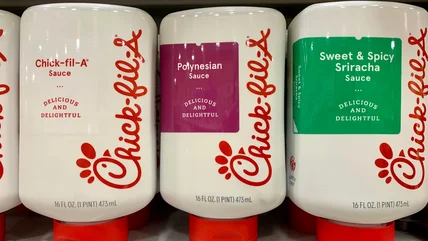 Chick-fil-A®
Sauce
DELICIOUS
AND
DELIGHTFUL
Chick-fil-A®
16 FL OZ. (1 PINT) 473 mL
Polynesian
Sauce
DELICIOUS
AND
DELIGHTFUL
Chick-fil-A®
16 FL OZ. (1 PINT) 473 mL
Sweet & Spicy
Sriracha
Sauce
DELICIOUS
AND
DELIGHTFUL
Chick-fil-A
16 FL OZ. (1 PINT) 473 mL